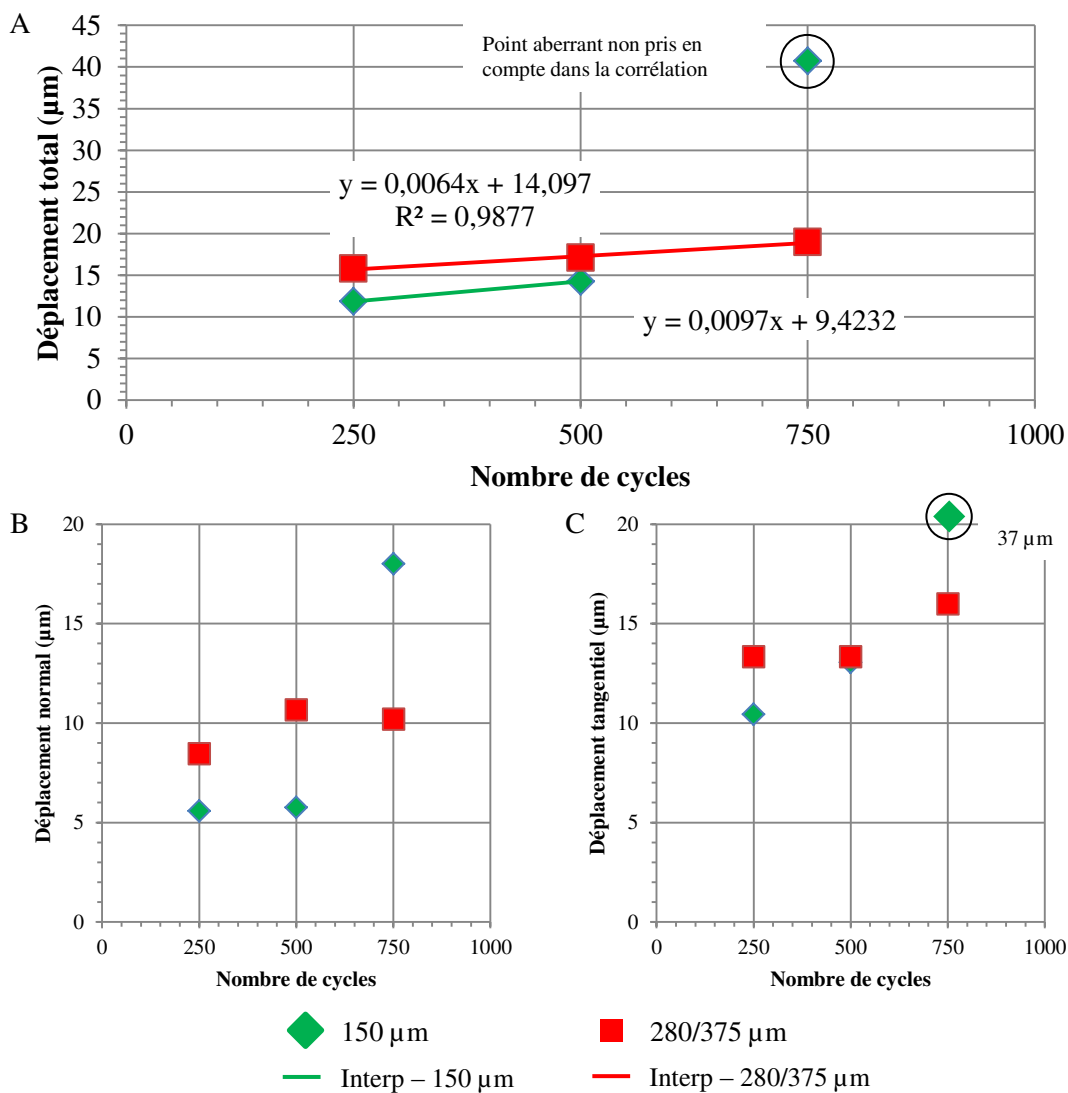 A
Déplacement total (µm)
45
40
35
30
25
20
15
10
5
0
Point aberrant non pris en
compte dans la corrélation
y = 0,0064x + 14,097
R² = 0,9877
y = 0,0097x + 9,4232
0
250
500
750
1000
Nombre de cycles
B
Déplacement normal (µm)
20
15
10
5
0
0
250
500
750
1000
Nombre de cycles
C
Déplacement tangentiel (µm)
20
15
10
5
0
37 µm
0
250
500
750
1000
Nombre de cycles
150 µm
280/375 µm
Interp – 150 µm
Interp – 280/375 µm